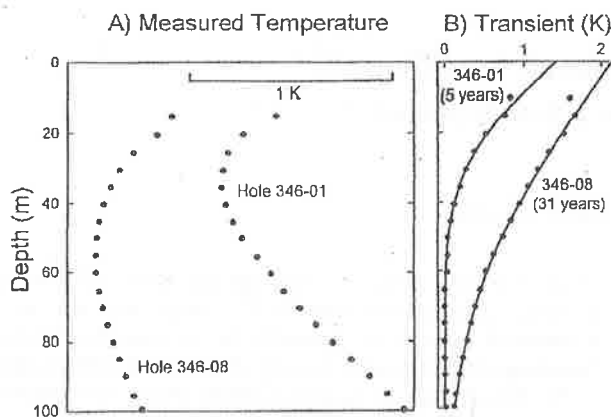 A) Measured Temperature
B) Transient (K)
0
1
2
0
20
40
60
80
100
Depth (m)
1 K
Hole 346-01
Hole 346-08
346-01
(5 years)
346-08
(31 years)